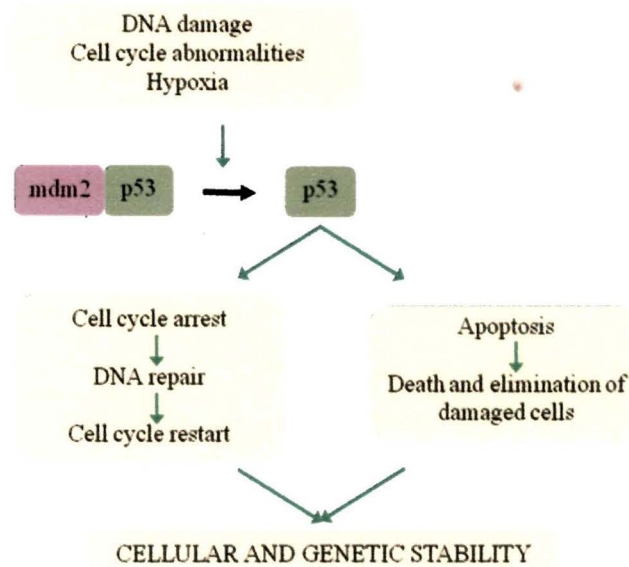 DNA damage
Cell cycle abnormalities
Hypoxia
mdm2 p53 p53
Cell cycle arrest
DNA repair
Cell cycle restart
Apoptosis
Death and elimination of
damaged cells
CELLULAR AND GENETIC STABILITY